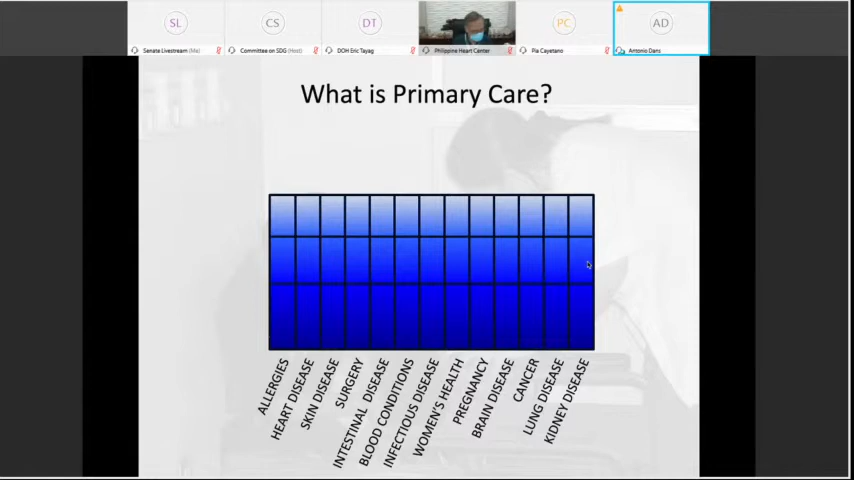 SL
CS
DT
PC
AD
Senate Livestream (Me)
Committee on SDG (Host)
DOH Eric Tayag
Philippine Heart Center
Pia Cayetano
Antonio Dans
What is Primary Care?
ALLERGIES
HEART DISEASE
SKIN DISEASE
SURGERY
INTESTINAL DISEASE
BLOOD CONDITIONS
INFECTIOUS DISEASE
WOMEN'S HEALTH
PREGNANCY
BRAIN DISEASE
CANCER
LUNG DISEASE
KIDNEY DISEASE